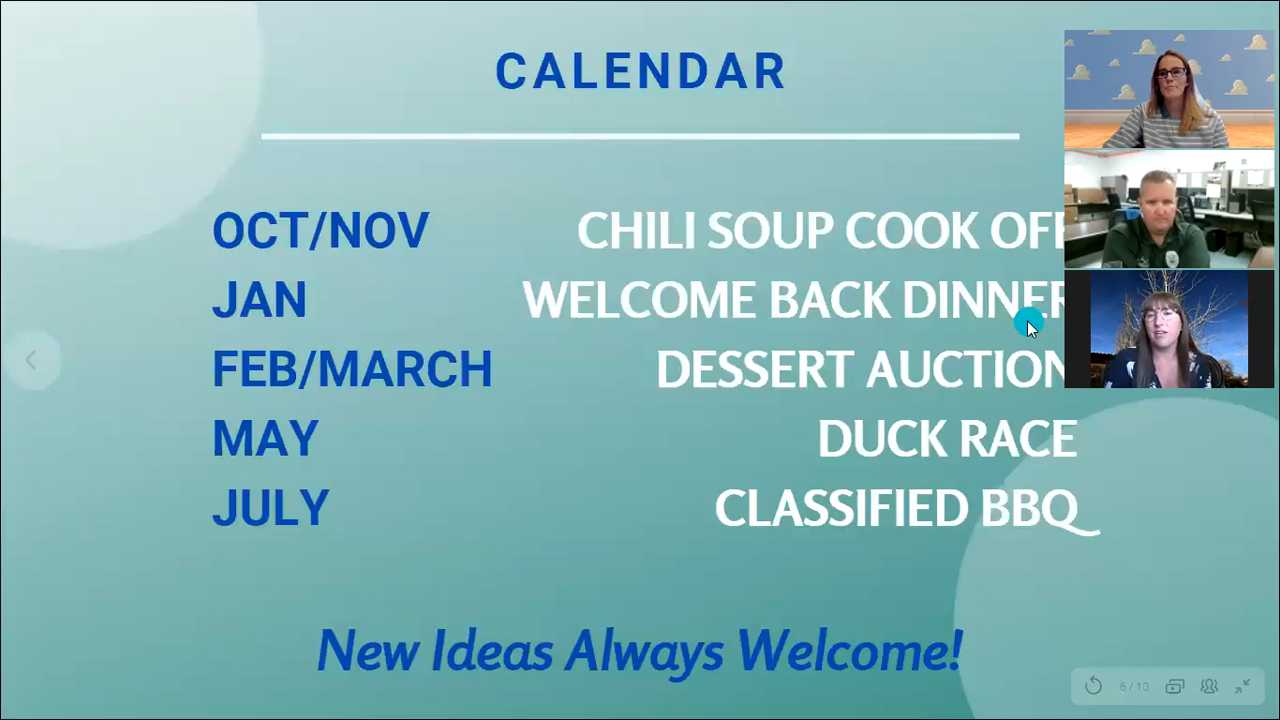 CALENDAR
OCT/NOV CHILI SOUP COOK OFF
JAN WELCOME BACK DINNER
FEB/MARCH DESSERT AUCTION
MAY DUCK RACE
JULY CLASSIFIED BBQ
New Ideas Always Welcome!
6 / 10